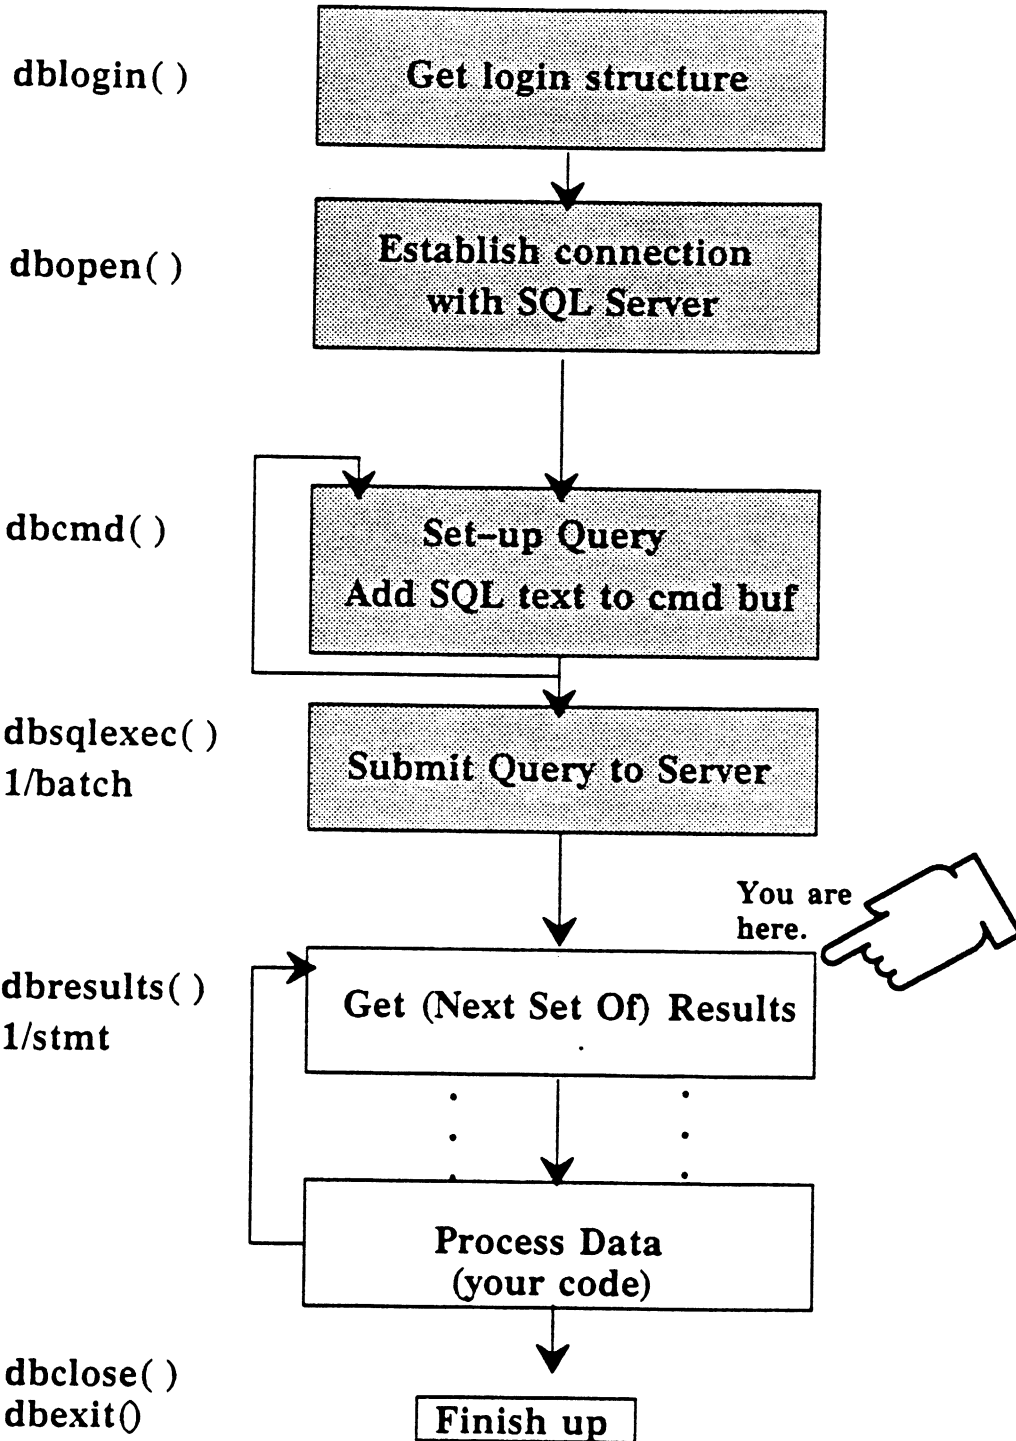 dblogin( )
Get login structure
dbopen( )
Establish connection
with SQL Server
dbcmd( )
Set-up Query
Add SQL text to cmd buf
dbsqlexec( )
1/batch
Submit Query to Server
You are
here.
dbresults( )
1/stmt
Get (Next Set Of) Results
Process Data
(your code)
dbclose( )
dbexit()
Finish up